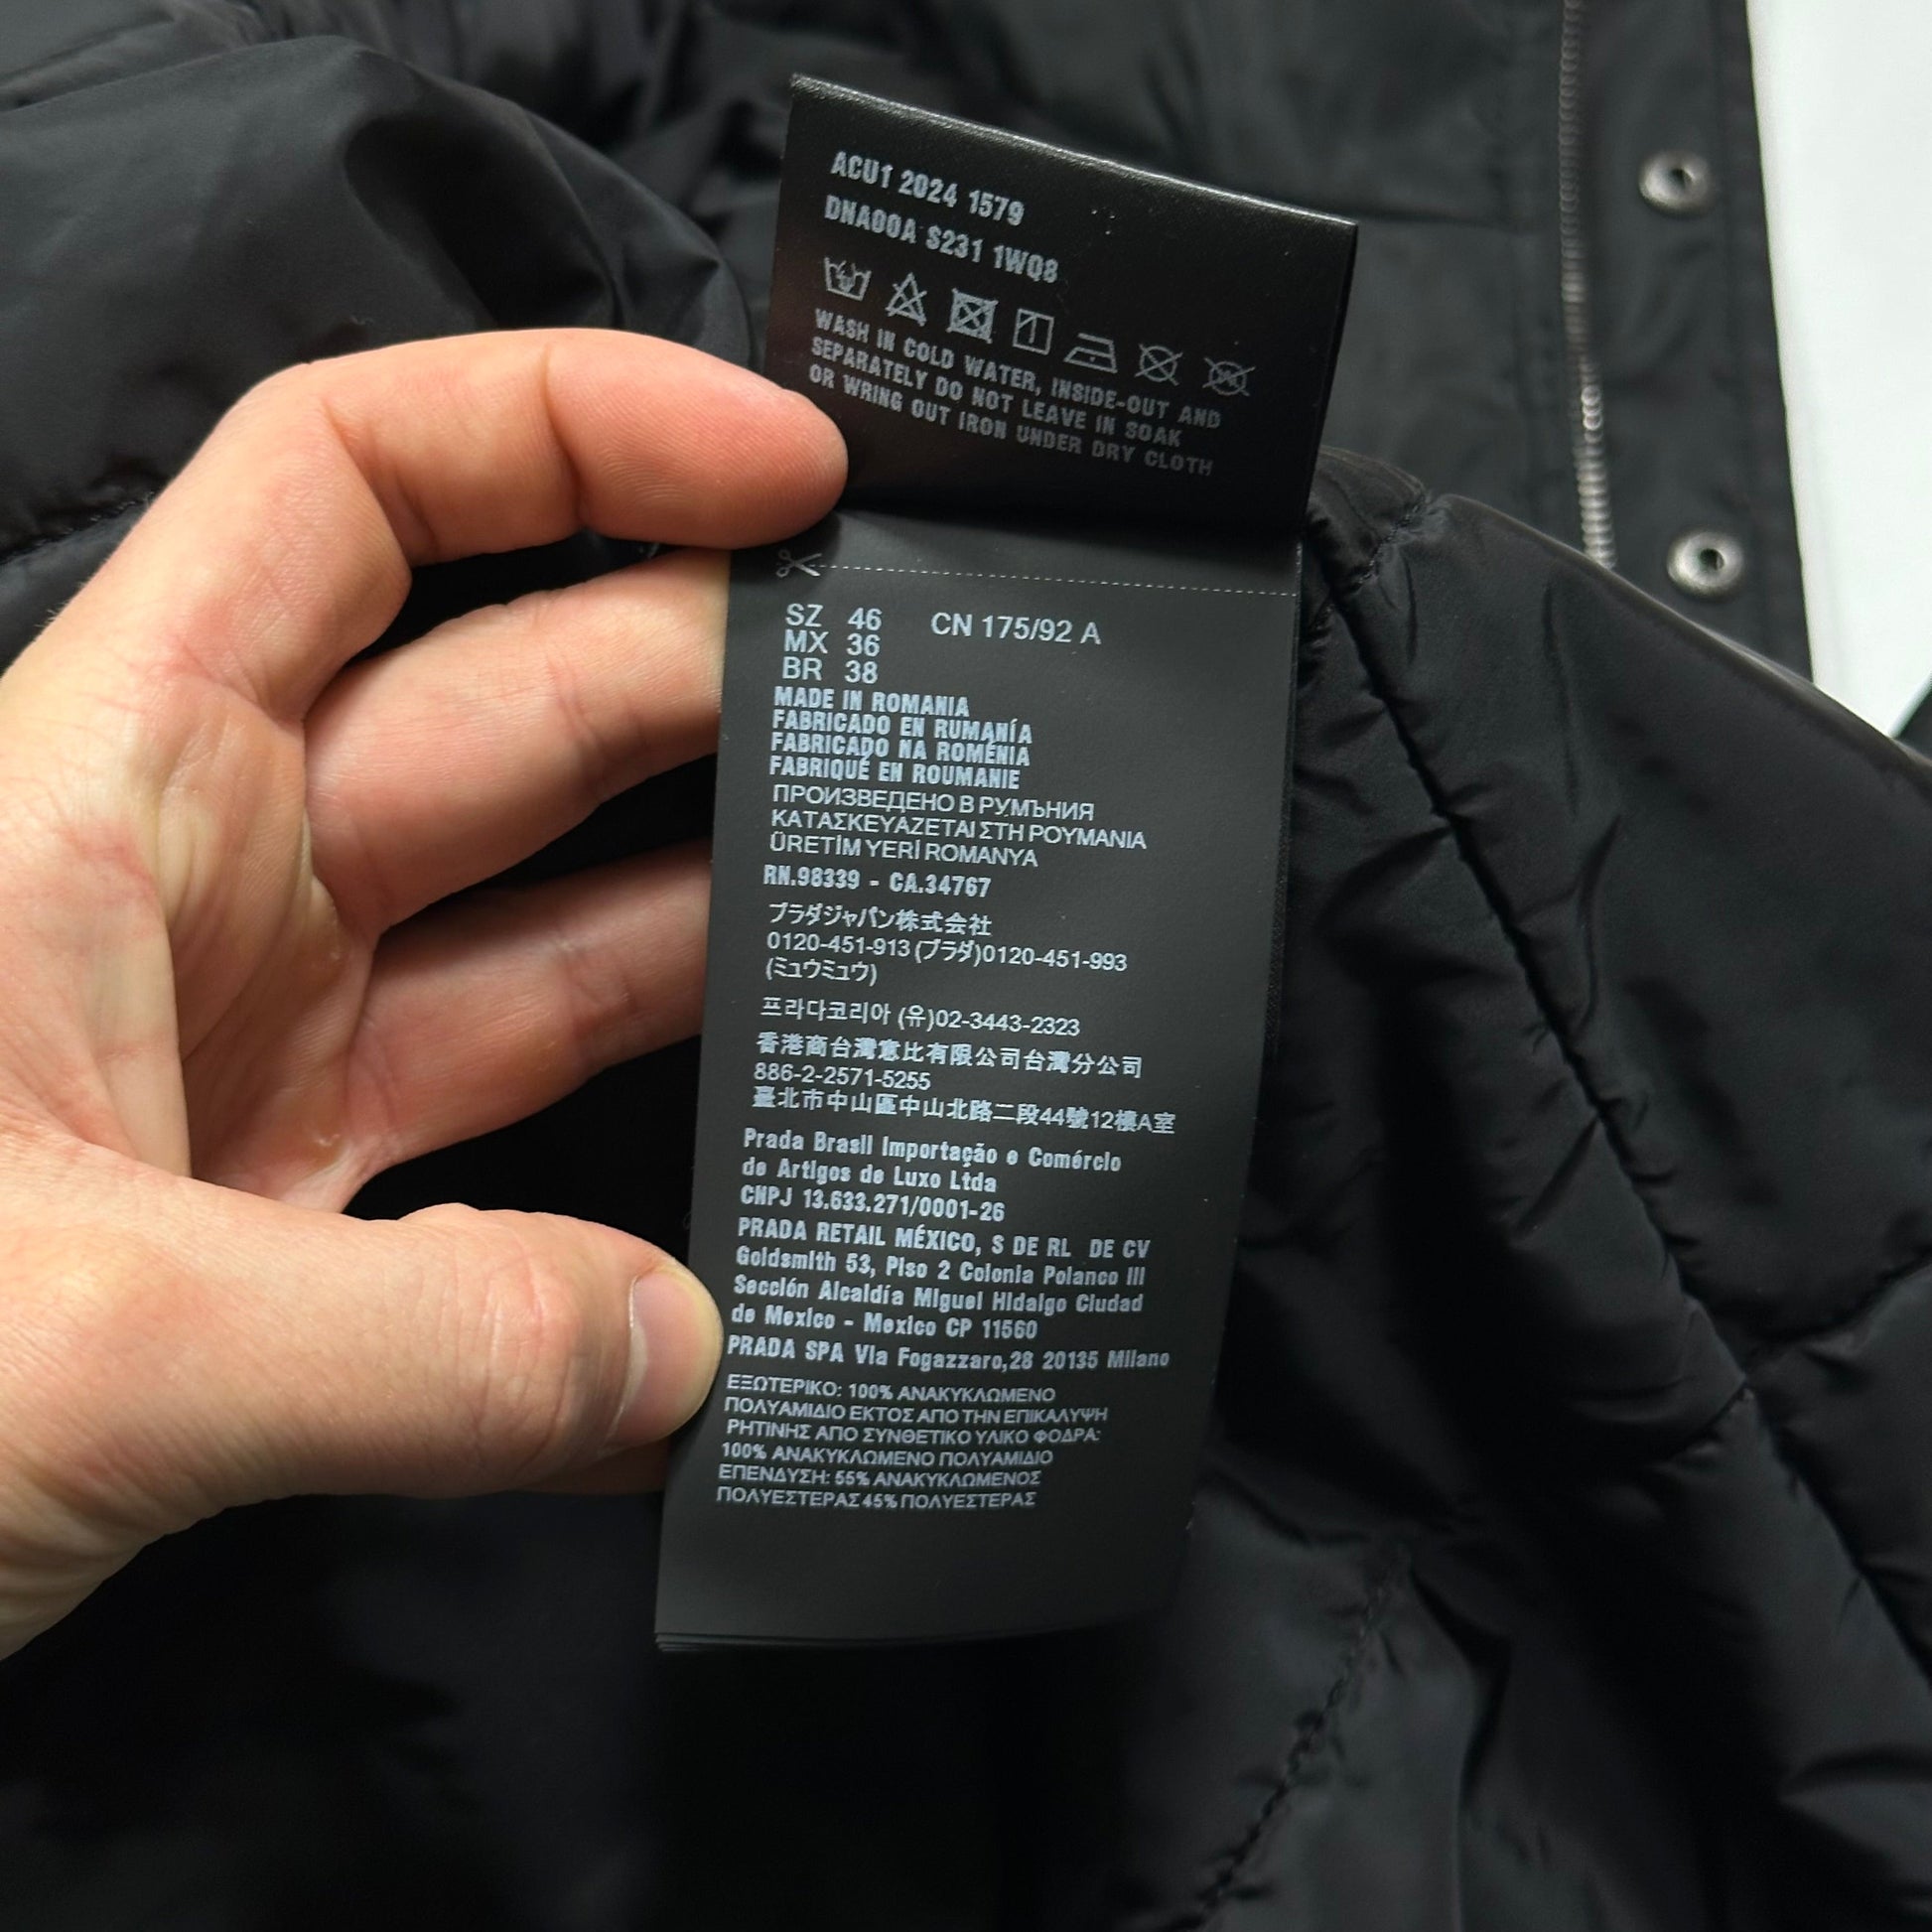 ACU1 2024 1579
DNA00A S231 1WQ8
WASH IN COLD WATER, INSIDE-OUT AND
SEPARATELY DO NOT LEAVE IN SOAK
OR WRING OUT IRON UNDER DRY CLOTH
SZ 46 CN 175/92 A
MX 36
BR 38
MADE IN ROMANIA
FABRICADO EN RUMANÍA
FABRICADO NA ROMÉNIA
FABRIQUÉ EN ROUMANIE
ПРОИЗВЕДЕНО В РУМЪНИЯ
ΚΑΤΑΣΚΕΥΑΖΕΤΑΙ ΣΤΗ ΡΟΥΜΑΝΙΑ
ÜRETİM YERİ ROMANYA
RN.98339 - CA.34767
プラダジャパン株式会社
0120-451-913 (プラダ)0120-451-993
(ミュウミュウ)
프라다코리아 (유)02-3443-2323
香港商台灣意比有限公司台灣分公司
886-2-2571-5255
臺北市中山區中山北路二段44號12樓A室
Prada Brasil Importação e Comércio
de Artigos de Luxo Ltda
CNPJ 13.633.271/0001-26
PRADA RETAIL MÉXICO, S DE RL DE CV
Goldsmith 53, Piso 2 Colonia Polanco III
Sección Alcaldía Miguel Hidalgo Ciudad
de Mexico - Mexico CP 11560
PRADA SPA Via Fogazzaro,28 20135 Milano
ΕΞΩΤΕΡΙΚΟ: 100% ΑΝΑΚΥΚΛΩΜΕΝΟ
ΠΟΛΥΑΜΙΔΙΟ ΕΚΤΟΣ ΑΠΟ ΤΗΝ ΕΠΙΚΑΛΥΨΗ
ΡΗΤΙΝΗΣ ΑΠΟ ΣΥΝΘΕΤΙΚΟ ΥΛΙΚΟ ΦΟΔΡΑ:
100% ΑΝΑΚΥΚΛΩΜΕΝΟ ΠΟΛΥΑΜΙΔΙΟ
ΕΠΕΝΔΥΣΗ: 55% ΑΝΑΚΥΚΛΩΜΕΝΟΣ
ΠΟΛΥΕΣΤΕΡΑΣ 45% ΠΟΛΥΕΣΤΕΡΑΣ